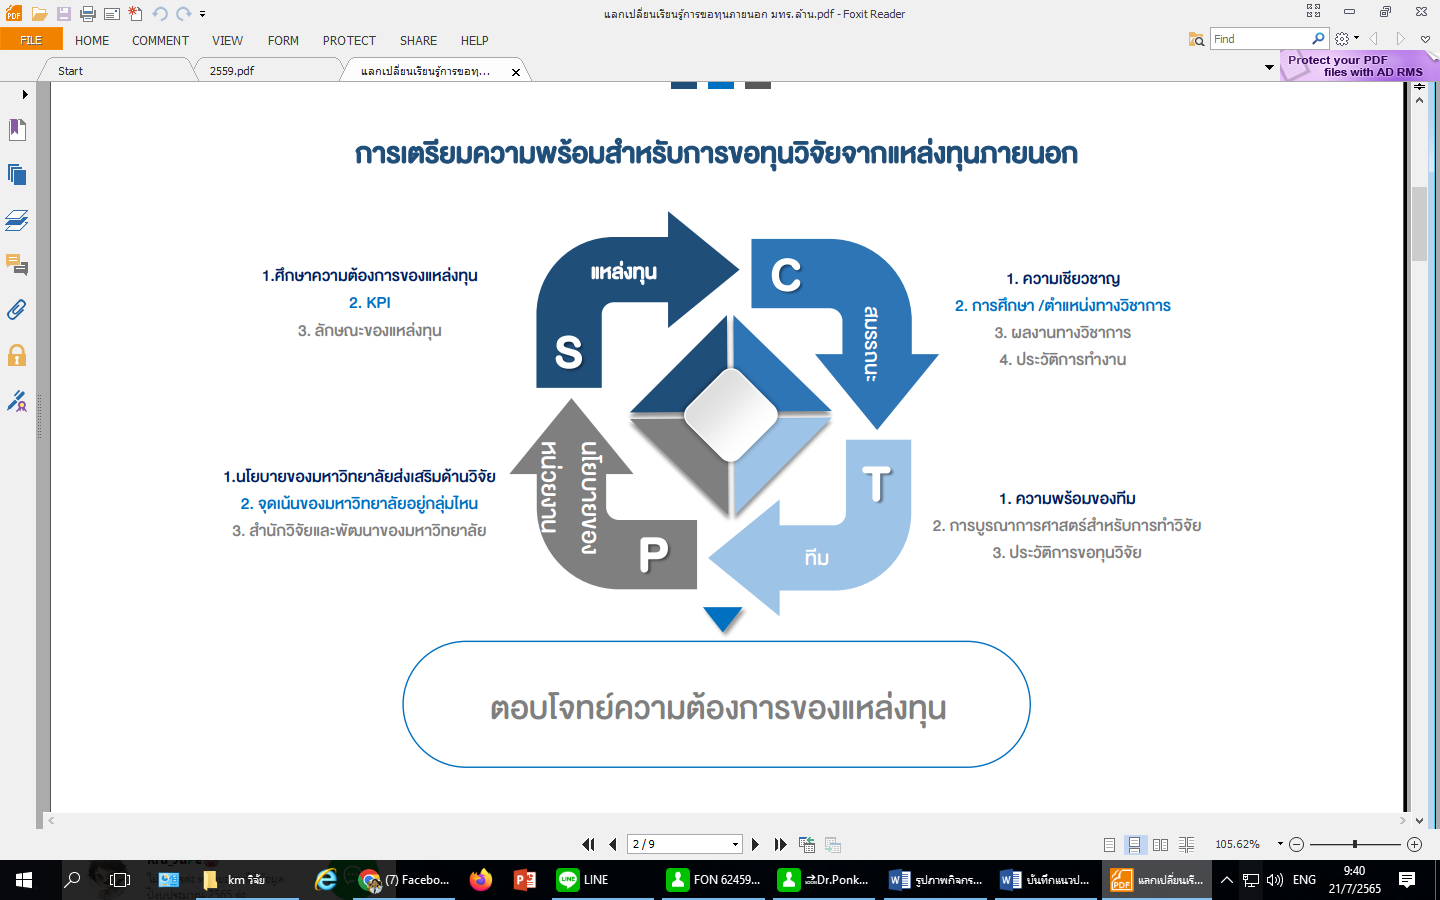 แลกเปลี่ยนเรียนรู้การขอทุนภายนอก มทร.ล้าน.pdf - Foxit Reader
FILE HOME COMMENT VIEW FORM PROTECT SHARE HELP
Find
Start
2559.pdf
แลกเปลี่ยนเรียนรู้การขอทุ...
Protect your PDF
files with AD RMS
การเตรียมความพร้อมสำหรับการขอทุนวิจัยจากแหล่งทุนภายนอก
1.ศึกษาความต้องการของแหล่งทุน
2. KPI
3. ลักษณะของแหล่งทุน
แหล่งทุน
S
C
สมรรถนะ
1. ความเชียวชาญ
2. การศึกษา /ตำแหน่งทางวิชาการ
3. ผลงานทางวิชาการ
4. ประวัติการทำงาน
1.นโยบายของมหาวิทยาลัยส่งเสริมด้านวิจัย
2. จุดเน้นของมหาวิทยาลัยอยู่กลุ่มไหน
3. สำนักวิจัยและพัฒนาของมหาวิทยาลัย
นโยบายของ
หน่วยงาน
P
T
ทีม
1. ความพร้อมของทีม
2. การบูรณาการศาสตร์สำหรับการทำวิจัย
3. ประวัติการขอทุนวิจัย
ตอบโจทย์ความต้องการของแหล่งทุน
2 / 9
105.62%
km วิจัย
(7) Facebo...
LINE
FON 62459...
Dr.Ponk...
รูปภาพกิจกร...
บันทึกแนวป...
แลกเปลี่ยนเรี...
ENG
9:40
21/7/2565